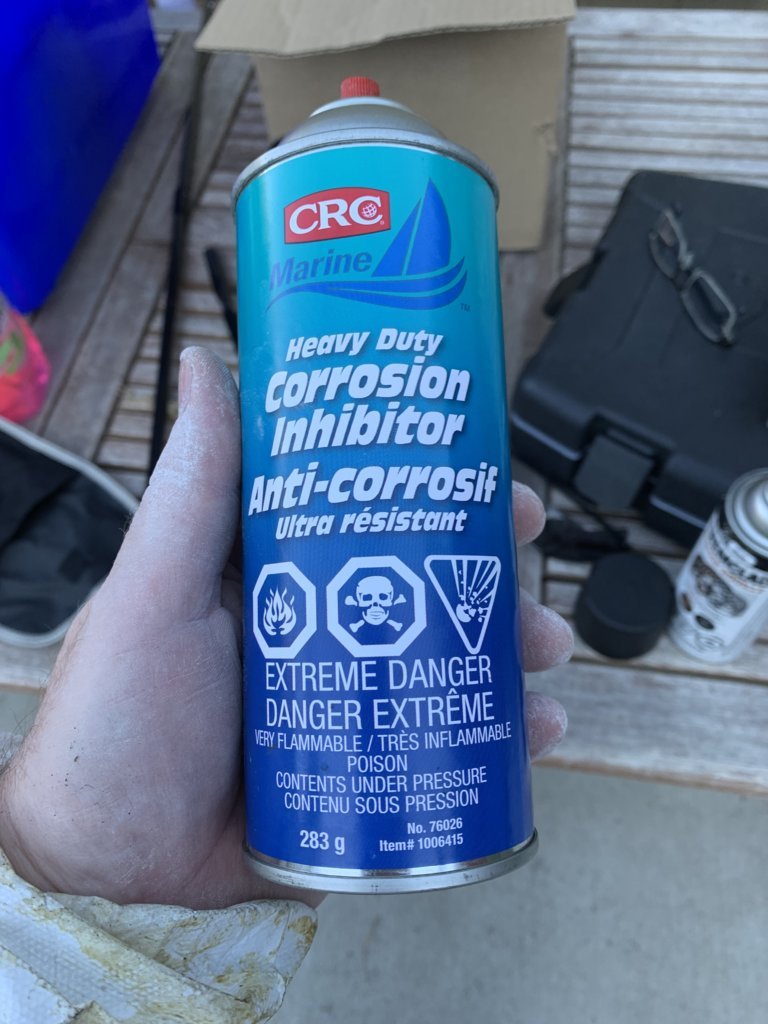 CRC
Marine
TM
Heavy Duty
Corrosion
Inhibitor
Anti-corrosif
Ultra résistant
EXTREME DANGER
DANGER EXTRÊME
VERY FLAMMABLE / TRÈS INFLAMMABLE
POISON
CONTENTS UNDER PRESSURE
CONTENU SOUS PRESSION
283 g
No. 76026
Item# 1006415